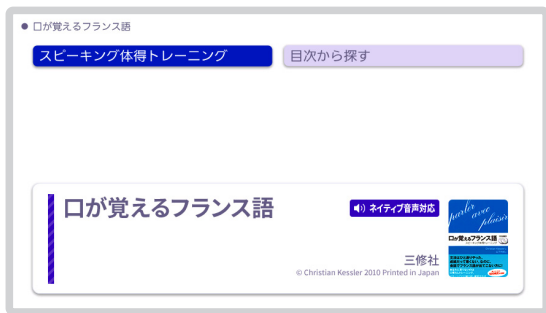 ● 口が覚えるフランス語
スピーキング体得トレーニング
目次から探す
口が覚えるフランス語
ネイティブ音声対応
三修社
© Christian Kessler 2010 Printed in Japan
parler
avec
plaisir
口が覚えるフランス語